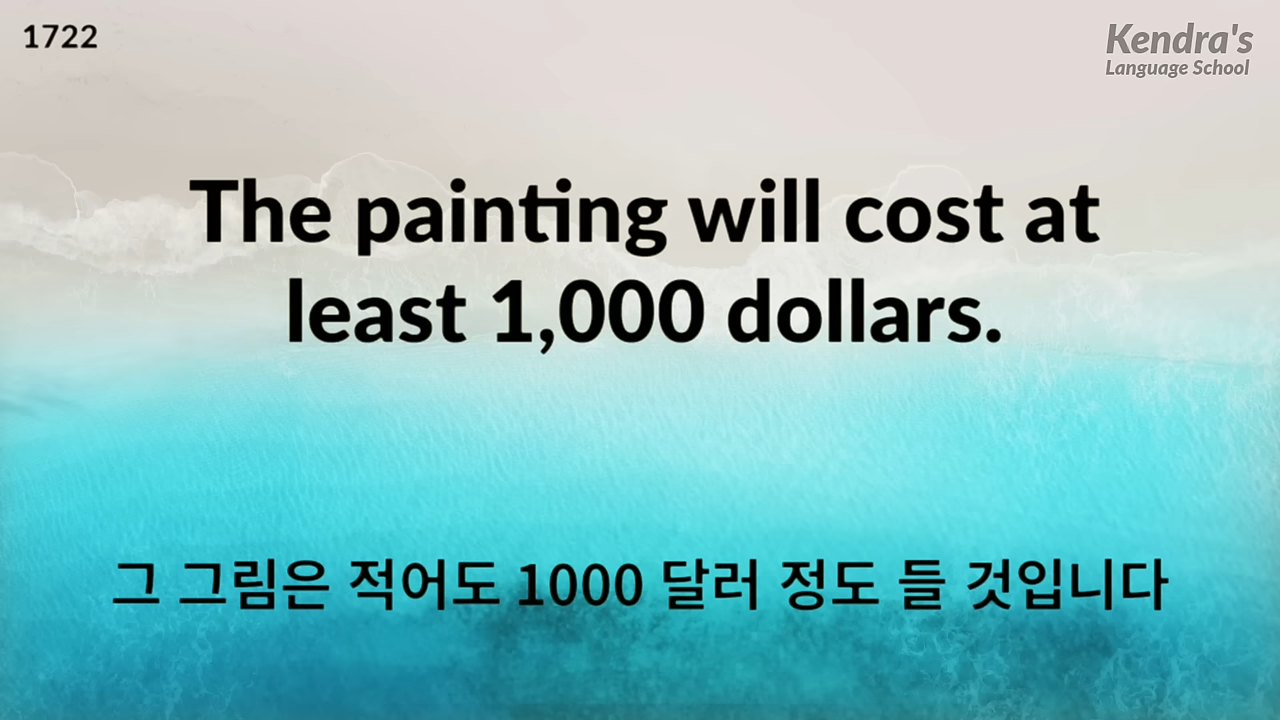 1722
Kendra's
Language School
The painting will cost at
least 1,000 dollars.
그 그림은 적어도 1000 달러 정도 들 것입니다